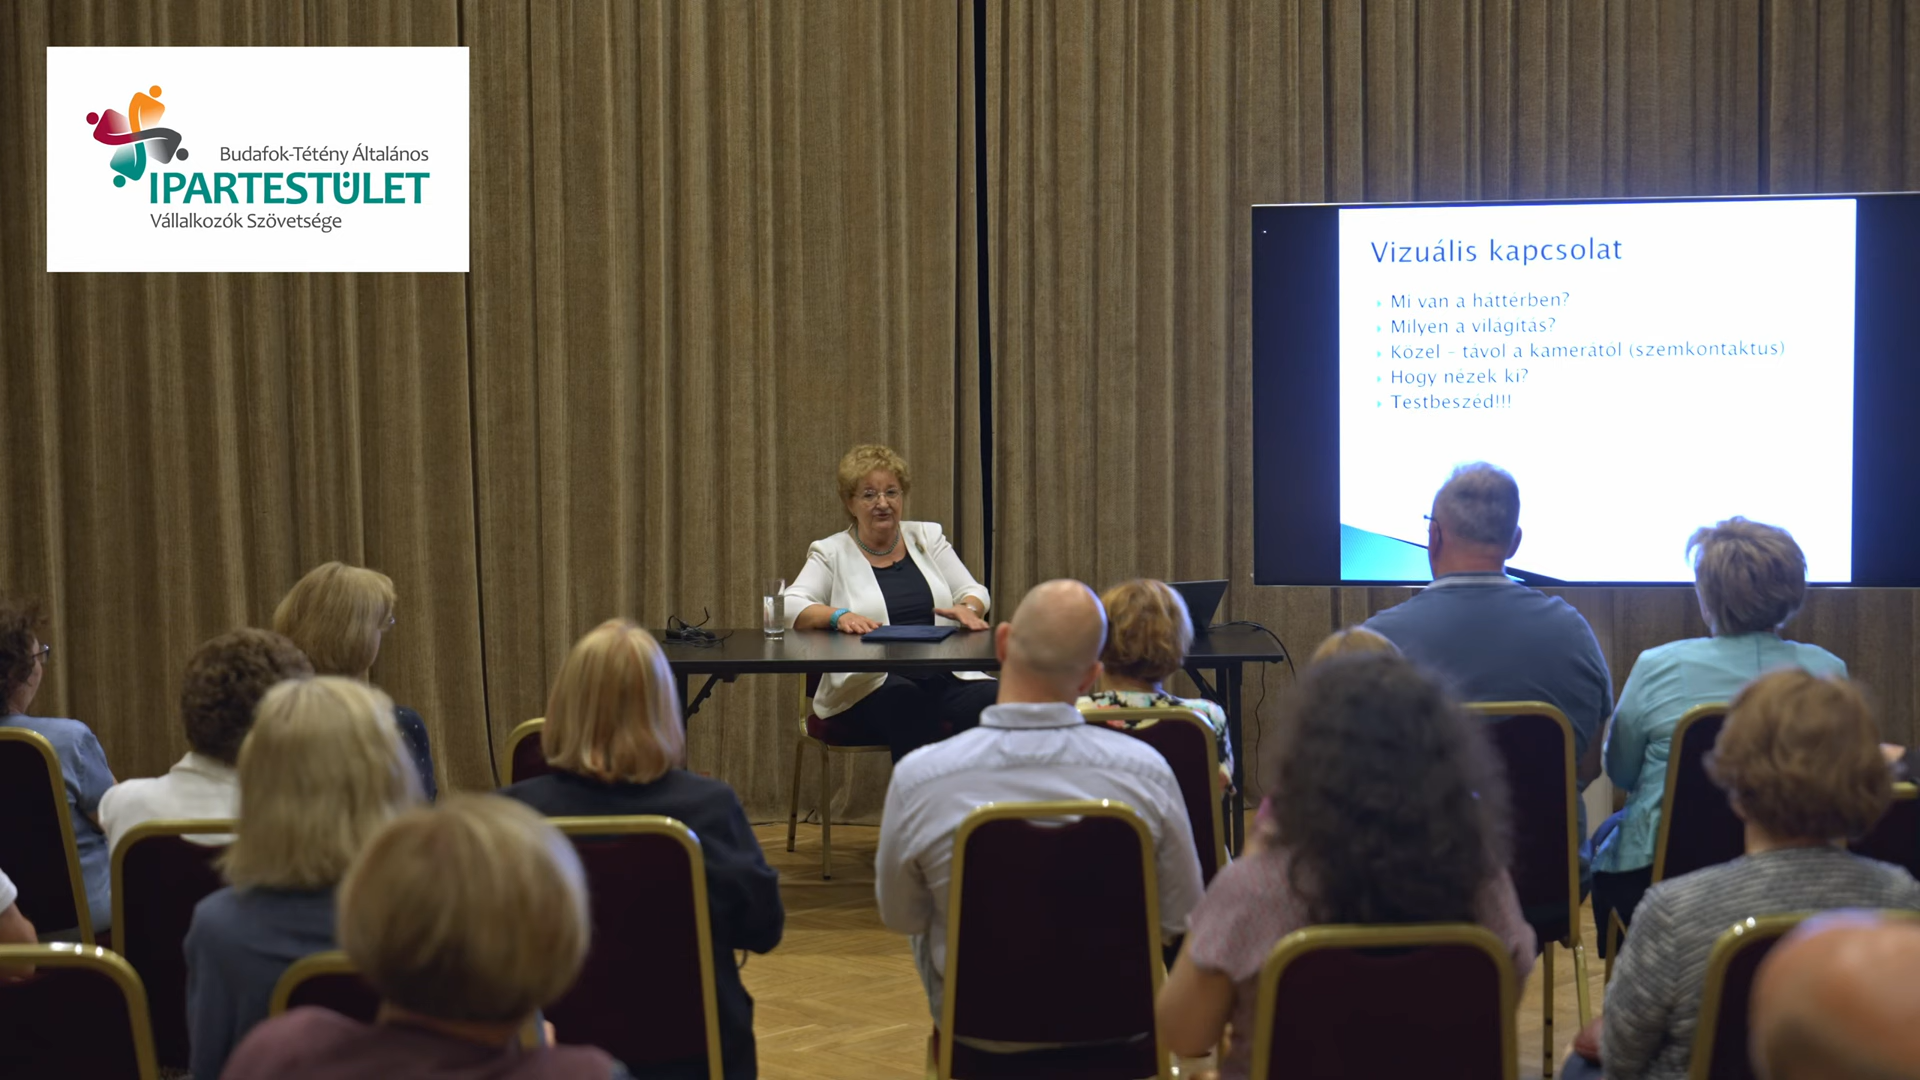 Budafok-Tétény Általános
IPARTESTÜLET
Vállalkozók Szövetsége
Vizuális kapcsolat
Mi van a háttérben?
Milyen a világítás?
Közel – távol a kamerától (szemkontaktus)
Hogy nézek ki?
Testbeszéd!!!